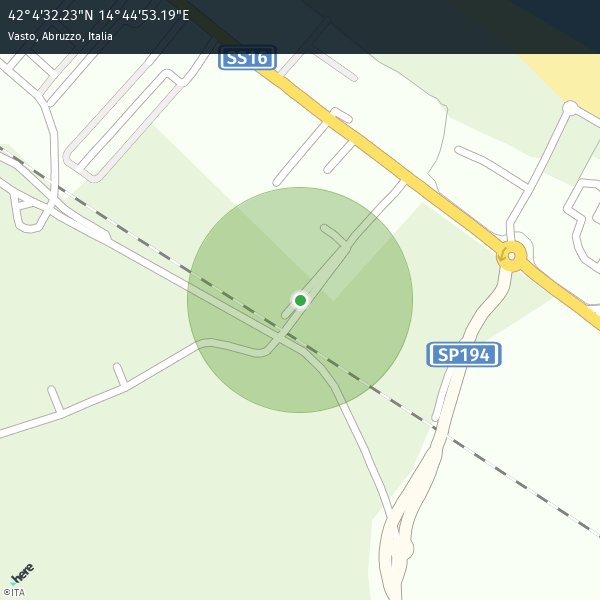 42°4'32.23"N 14°44'53.19"E
Vasto, Abruzzo, Italia
SS16
SP194
here
©ITA